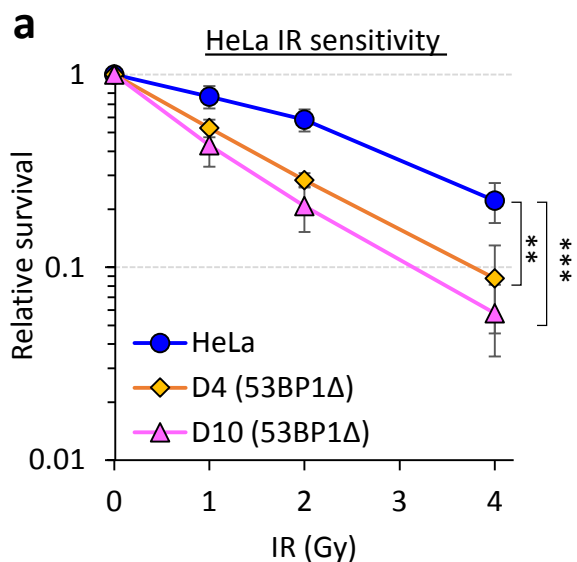 a
HeLa IR sensitivity
Relative survival
1
0.1
0.01
HeLa
D4 (53BP1Δ)
D10 (53BP1Δ)
**
***
0 1 2 3 4
IR (Gy)